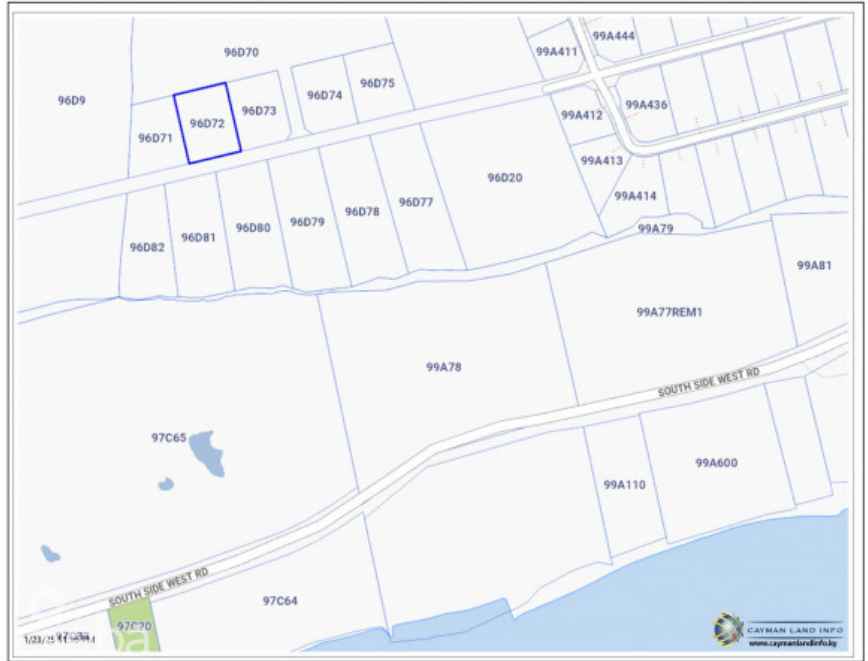 96D70
99A411
99A444
96D9
96D72
96D73
96D74
96D75
96D71
99A412
99A436
99A413
96D20
99A414
96D82
96D81
96D80
96D79
96D78
96D77
99A79
99A81
99A77REM1
99A78
SOUTH SIDE WEST RD
97C65
99A600
99A110
SOUTH SIDE WEST RD
97C64
97C20
CAYMAN LAND INFO
www.caymanlandinfo.ky